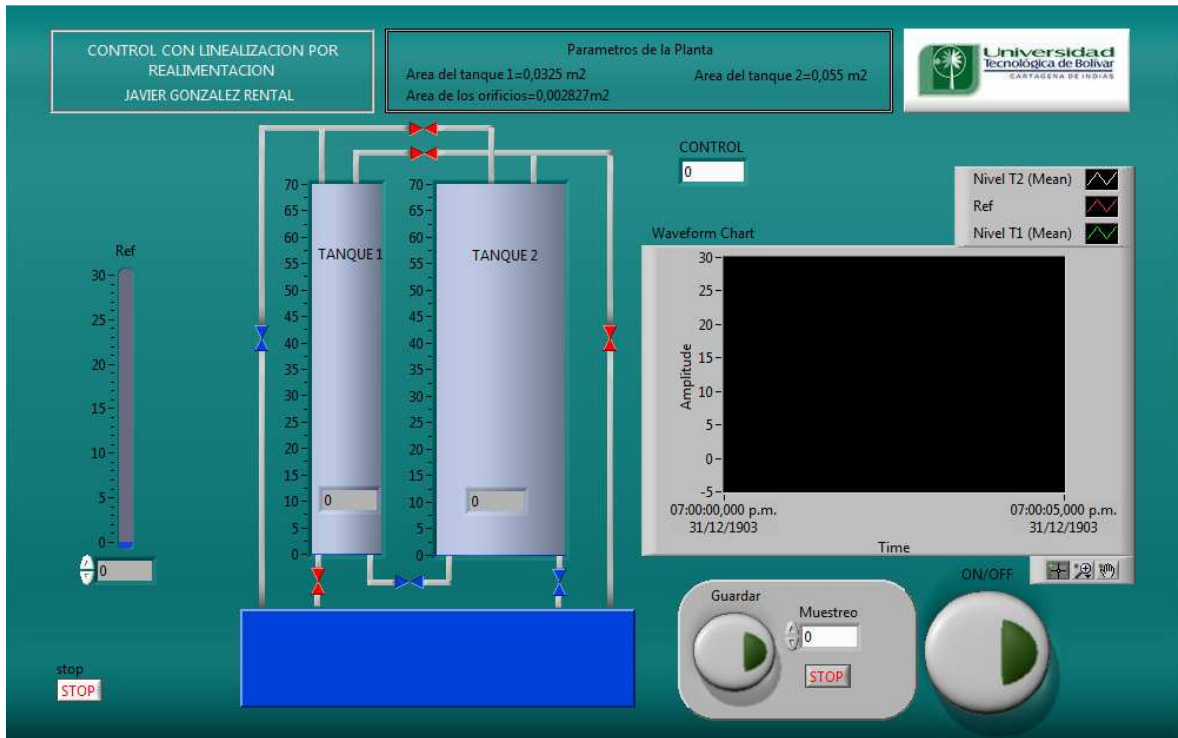 CONTROL CON LINEALIZACION POR
REALIMENTACION
JAVIER GONZALEZ RENTAL
Parametros de la Planta
Area del tanque 1=0,0325 m2
Area del tanque 2=0,055 m2
Area de los orificios=0,002827m2
Universidad
Tecnológica de Bolívar
CARTAGENA DE INDIAS
CONTROL
0
Nivel T2 (Mean)
Ref
Nivel T1 (Mean)
Ref
30
25
20
15
10
5
0
0
70
65
60
55
50
45
40
35
30
25
20
15
10
5
0
TANQUE 1
0
70
65
60
55
50
45
40
35
30
25
20
15
10
5
0
TANQUE 2
0
Waveform Chart
Amplitude
30
25
20
15
10
5
0
-5
07:00:00,000 p.m.
31/12/1903
07:00:05,000 p.m.
31/12/1903
Time
ON/OFF
Guardar
Muestreo
0
STOP
stop
STOP